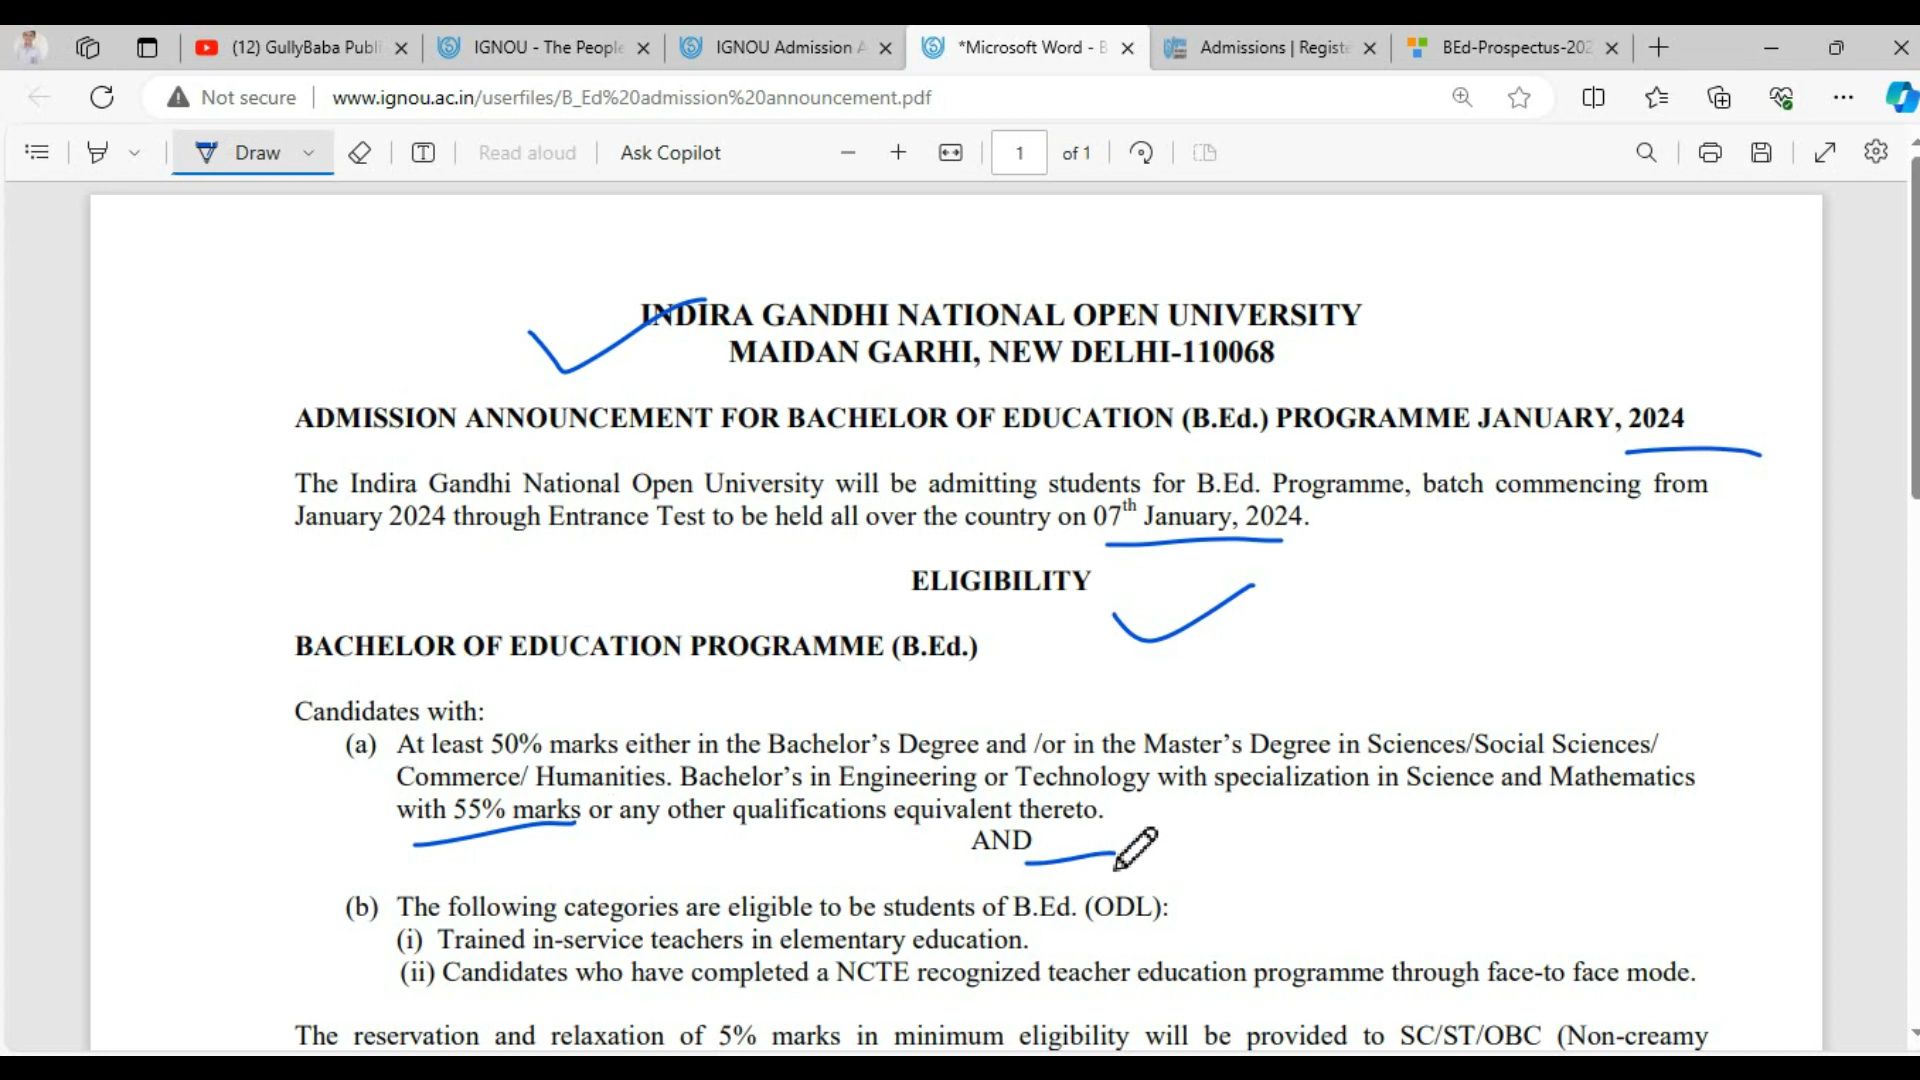 (12) GullyBaba Publi
IGNOU - The People
IGNOU Admission A
*Microsoft Word - B
Admissions | Registe
BEd-Prospectus-202
Not secure
www.ignou.ac.in/userfiles/B_Ed%20admission%20announcement.pdf
Draw
Read aloud
Ask Copilot
1 of 1
INDIRA GANDHI NATIONAL OPEN UNIVERSITY
MAIDAN GARHI, NEW DELHI-110068
ADMISSION ANNOUNCEMENT FOR BACHELOR OF EDUCATION (B.Ed.) PROGRAMME JANUARY, 2024
The Indira Gandhi National Open University will be admitting students for B.Ed. Programme, batch commencing from
January 2024 through Entrance Test to be held all over the country on 07th January, 2024.
ELIGIBILITY
BACHELOR OF EDUCATION PROGRAMME (B.Ed.)
Candidates with:
(a) At least 50% marks either in the Bachelor’s Degree and /or in the Master’s Degree in Sciences/Social Sciences/
Commerce/ Humanities. Bachelor’s in Engineering or Technology with specialization in Science and Mathematics
with 55% marks or any other qualifications equivalent thereto.
AND
(b) The following categories are eligible to be students of B.Ed. (ODL):
(i) Trained in-service teachers in elementary education.
(ii) Candidates who have completed a NCTE recognized teacher education programme through face-to face mode.
The reservation and relaxation of 5% marks in minimum eligibility will be provided to SC/ST/OBC (Non-creamy